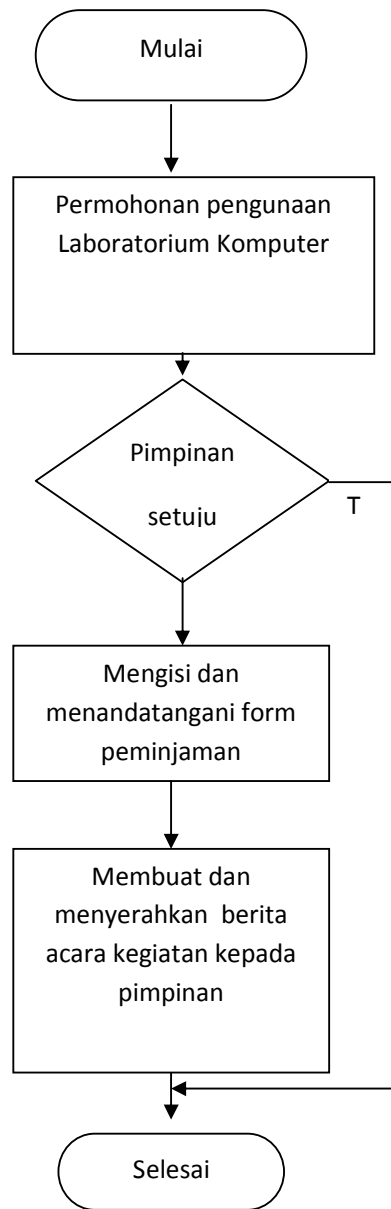 Mulai
Permohonan pengunaan
Laboratorium Komputer
Pimpinan
setuju
T
Mengisi dan
menandatangani form
peminjaman
Membuat dan
menyerahkan berita
acara kegiatan kepada
pimpinan
Selesai